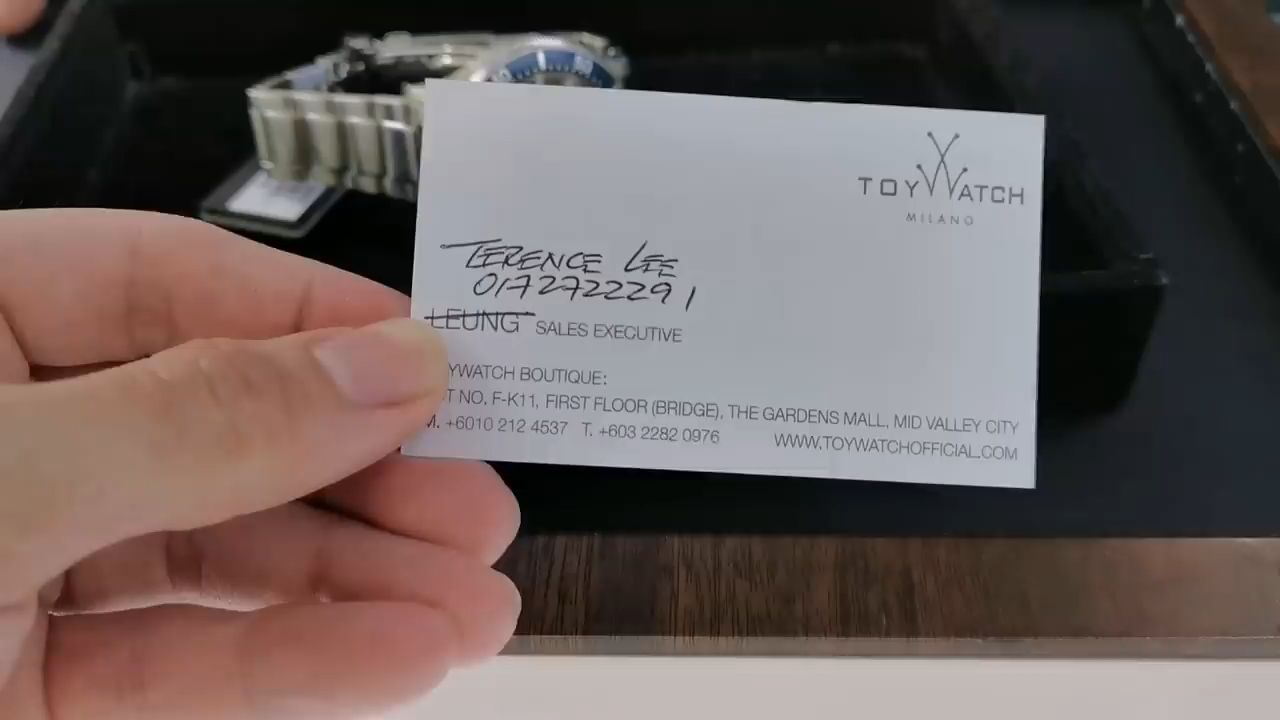 TOYWATCH
MILANO
TERENCE LEE
0172722291
LEUNG SALES EXECUTIVE
YWATCH BOUTIQUE:
T NO. F-K11, FIRST FLOOR (BRIDGE), THE GARDENS MALL, MID VALLEY CITY
M. +6010 212 4537 T. +603 2282 0976 WWW.TOYWATCHOFFICIAL.COM